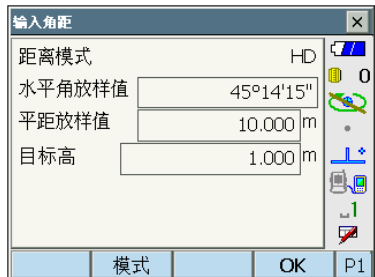 输入角距
距离模式 HD
水平角放样值 45°14'15"
平距放样值 10.000 m
目标高 1.000 m
0
1
模式 OK P1